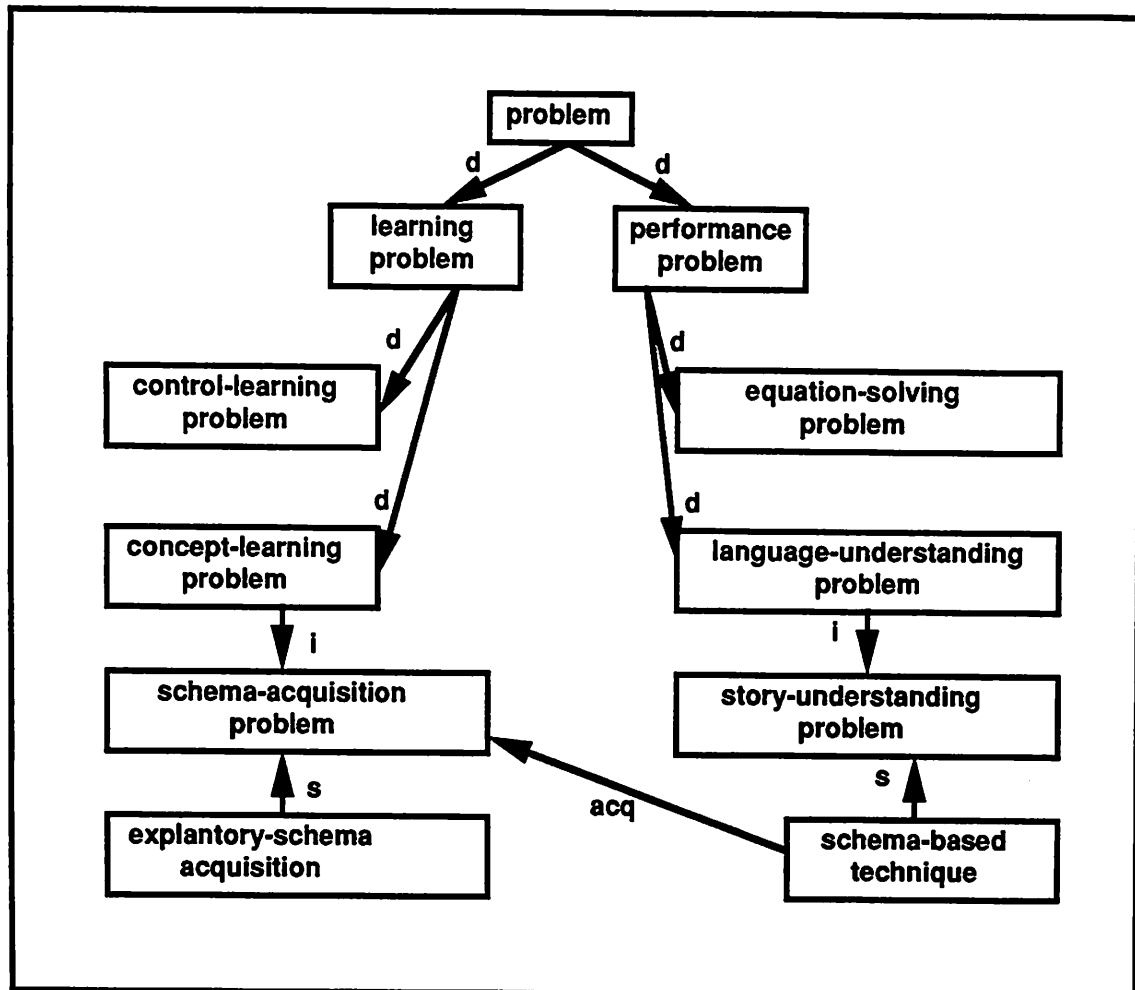 problem
d
d
learning
problem
performance
problem
d
d
control-learning
problem
equation-solving
problem
d
d
concept-learning
problem
language-understanding
problem
i
i
schema-acquisition
problem
story-understanding
problem
s
s
acq
explantory-schema
acquisition
schema-based
technique